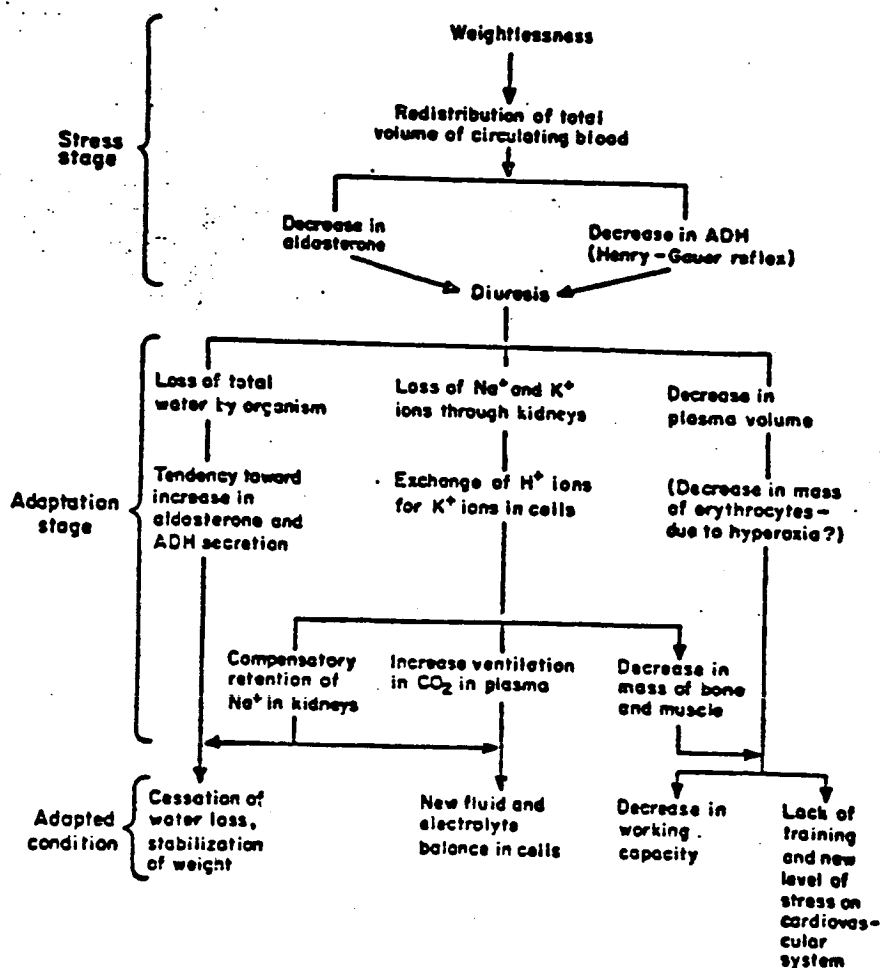 Weightlessness
Redistribution of total
volume of circulating blood
Stress
stage
Decrease in
aldosterone
Decrease in ADH
(Henry-Gauer reflex)
Diuresis
Loss of total
water by organism
Loss of Na⁺ and K⁺
ions through kidneys
Decrease in
plasma volume
Adaptation
stage
Tendency toward
increase in
aldosterone and
ADH secretion
Exchange of H⁺ ions
for K⁺ ions in cells
(Decrease in mass
of erythrocytes-
due to hyperoxia?)
Compensatory
retention of
Na⁺ in kidneys
Increase ventilation
in CO₂ in plasma
Decrease in
mass of bone
and muscle
Adapted
condition
Cessation of
water loss,
stabilization
of weight
New fluid and
electrolyte
balance in cells
Decrease in
working
capacity
Lack of
training
and new
level of
stress on
cardiovas-
cular
system